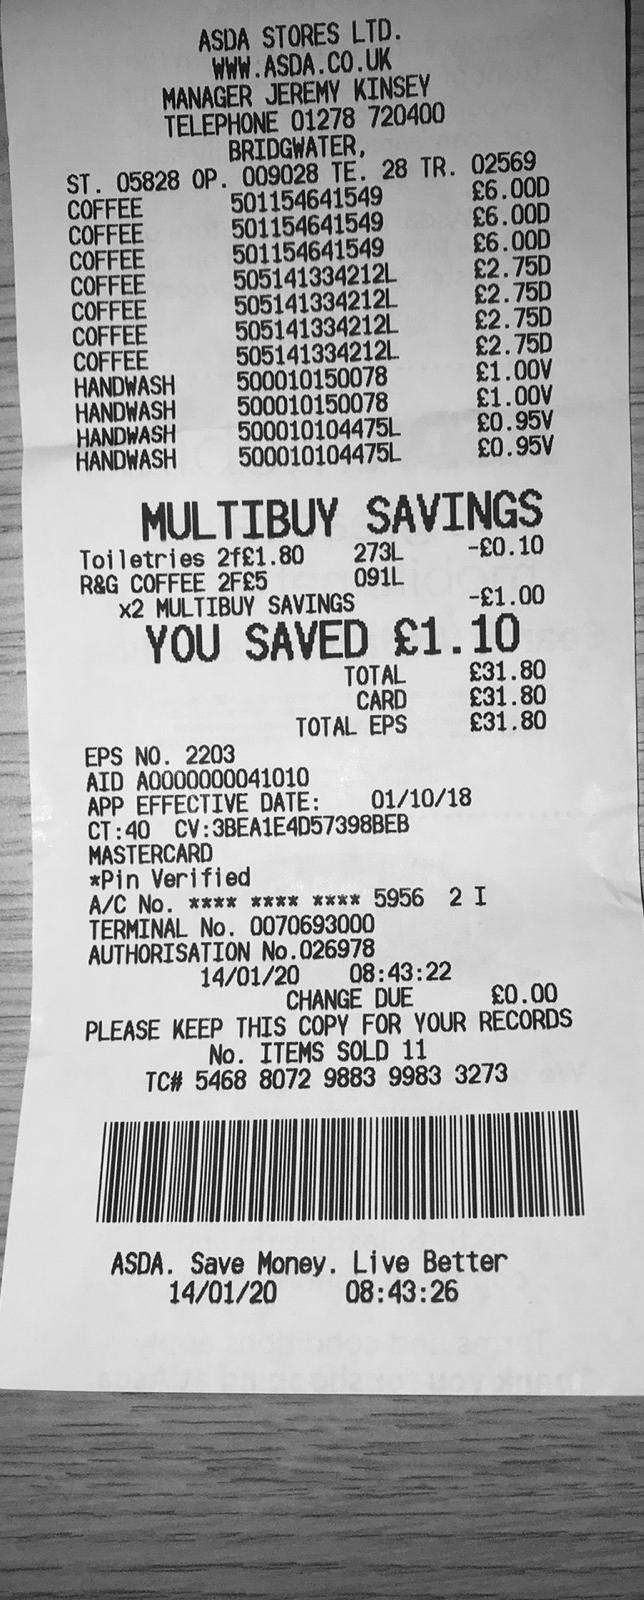 ASDA STORES LTD.
WWW.ASDA.CO.UK
MANAGER JEREMY KINSEY
TELEPHONE 01278 720400
BRIDGWATER,
ST. 05828 OP. 009028 TE. 28 TR. 02569
COFFEE 501154641549 £6.00D
COFFEE 501154641549 £6.00D
COFFEE 501154641549 £6.00D
COFFEE 505141334212L £2.75D
COFFEE 505141334212L £2.75D
COFFEE 505141334212L £2.75D
COFFEE 505141334212L £2.75D
HANDWASH 500010150078 £1.00V
HANDWASH 500010150078 £1.00V
HANDWASH 500010104475L £0.95V
HANDWASH 500010104475L £0.95V
MULTIBUY SAVINGS
Toiletries 2f£1.80 273L -£0.10
R&G COFFEE 2F£5 091L
x2 MULTIBUY SAVINGS -£1.00
YOU SAVED £1.10
TOTAL £31.80
CARD £31.80
TOTAL EPS £31.80
EPS NO. 2203
AID A0000000041010
APP EFFECTIVE DATE: 01/10/18
CT:40 CV:3BEA1E4D57398BEB
MASTERCARD
*Pin Verified
A/C No. **** **** **** 5956 2 I
TERMINAL No. 0070693000
AUTHORISATION No.026978
14/01/20 08:43:22
CHANGE DUE £0.00
PLEASE KEEP THIS COPY FOR YOUR RECORDS
No. ITEMS SOLD 11
TC# 5468 8072 9883 9983 3273
ASDA. Save Money. Live Better
14/01/20 08:43:26